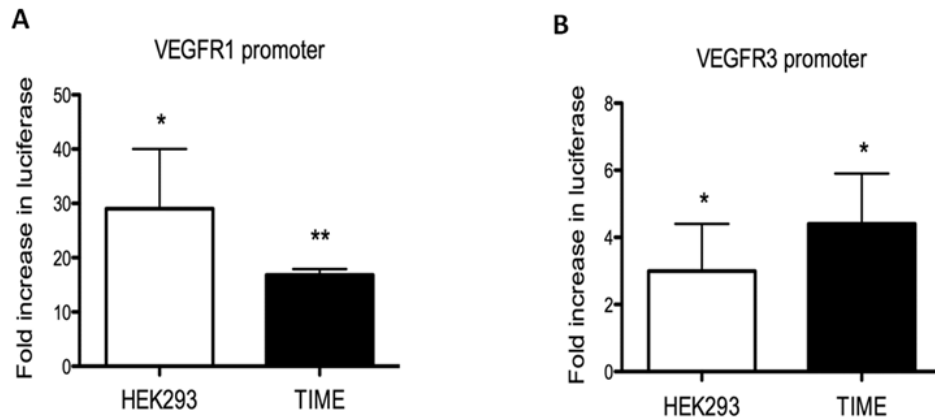 A
VEGFR1 promoter
Fold increase in luciferase
50
40
30
20
10
0
*
**
HEK293
TIME
B
VEGFR3 promoter
Fold increase in luciferase
8
6
4
2
0
*
*
HEK293
TIME